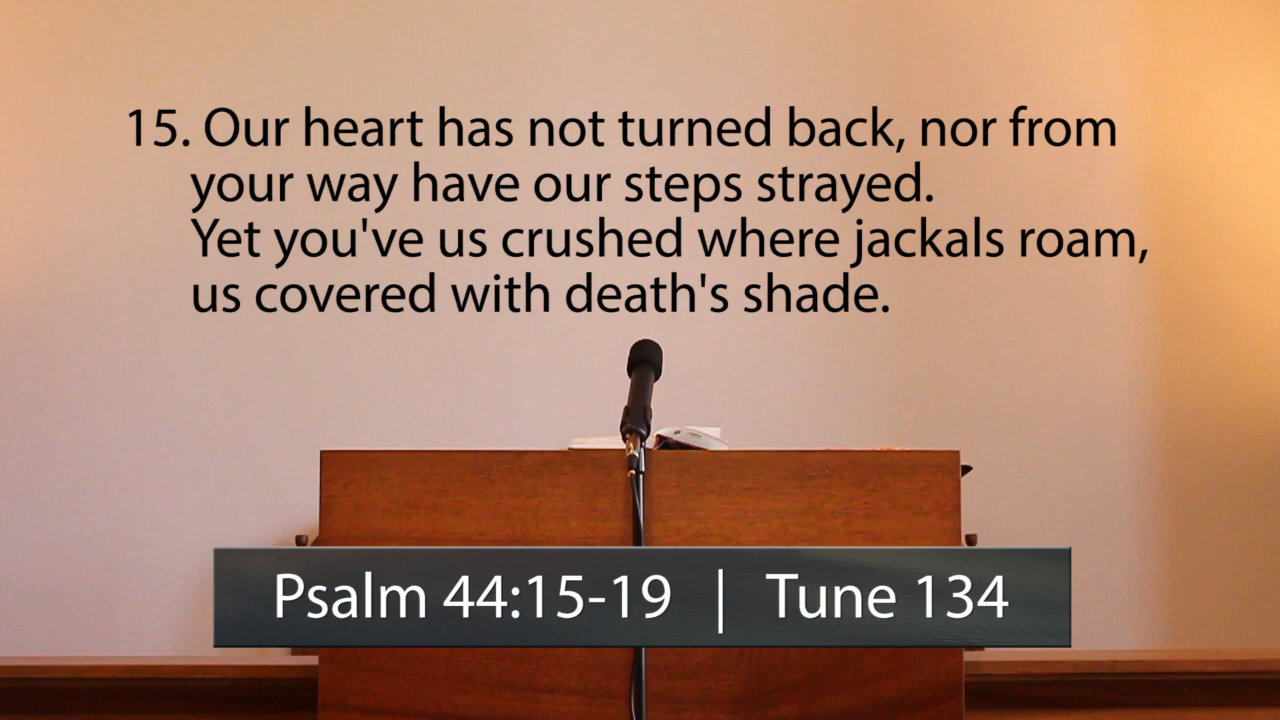 15. Our heart has not turned back, nor from
your way have our steps strayed.
Yet you've us crushed where jackals roam,
us covered with death's shade.
Psalm 44:15-19 | Tune 134